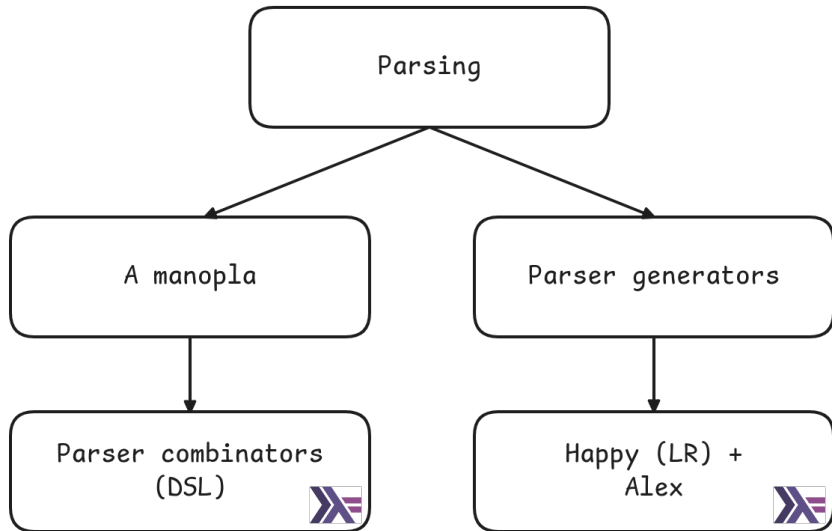 Parsing
A manopla
Parser generators
Parser combinators
(DSL)
Happy (LR) +
Alex